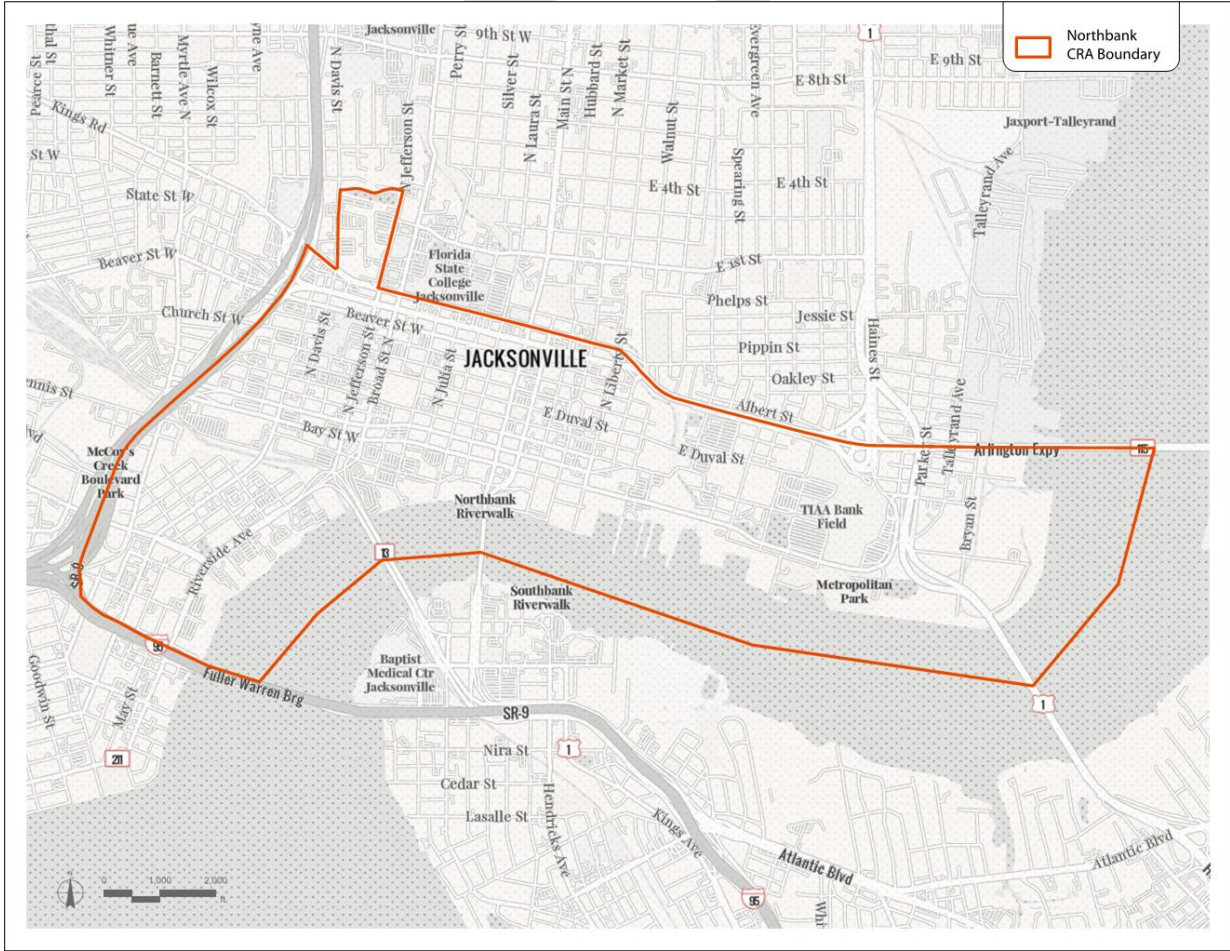 Northbank
CRA Boundary
Jacksonville
9th St W
1
E 9th St
E 8th St
Pearce St
Whitner St
Barnett St
Myrtle Ave N
Wilcox St
N Davis St
Perry St
Silver St
N Laura St
Main St N
Hubbard St
N Market St
Walnut St
Spearing St
Kings Rd
St W
State St W
Beaver St W
Church St W
N Jefferson St
E 4th St
E 4th St
Jaxport-Talleyrand
Talleyrand Ave
Florida
State
College
Jacksonville
E 1st St
Phelps St
Jessie St
Pippin St
Oakley St
Haines St
Beaver St W
N Davis St
N Jefferson St
Broad St N
N Julia St
JACKSONVILLE
N Liberty St
E Duval St
E Duval St
Albert St
Bay St W
Parker St
Talleyrand Ave
Arlington Expy
115
McCoy's
Creek
Boulevard
Park
Northbank
Riverwalk
TIAA Bank
Field
Bryan St
Riverside Ave
13
SR-9
Southbank
Riverwalk
Metropolitan
Park
95
Fuller Warren Brg
Goodwin St
May St
Baptist
Medical Ctr
Jacksonville
SR-9
1
211
Nira St
1
Cedar St
Lasalle St
Hendricks Ave
Kings Ave
Atlantic Blvd
Atlantic Blvd
95
0
1,000
2,000
ft